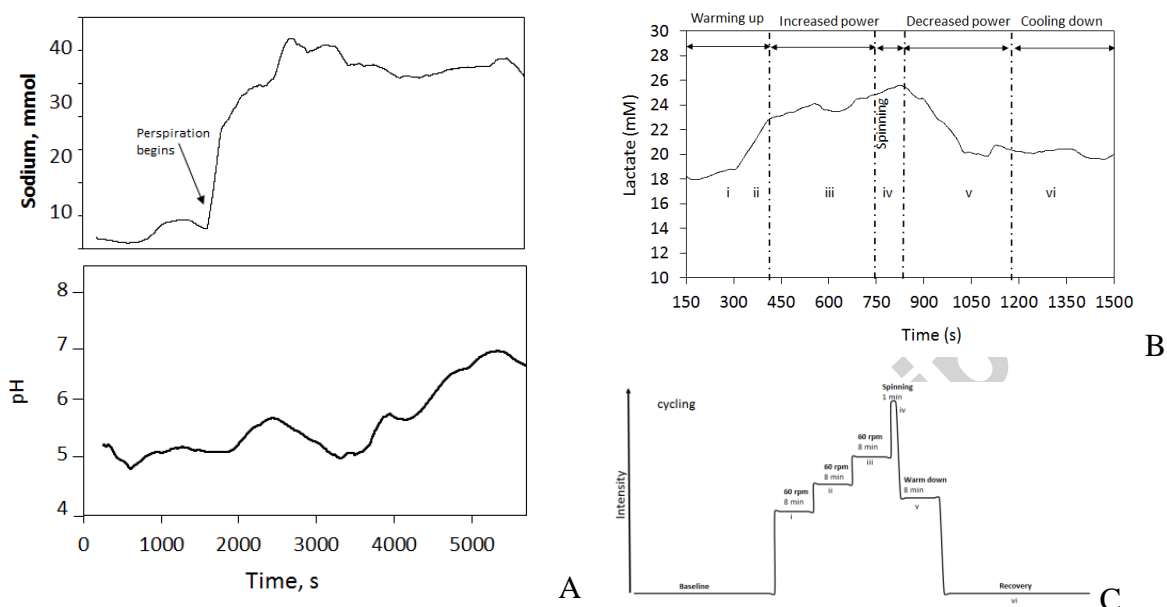 40
30
20
10
Sodium, mmol
Perspiration
begins
8
7
6
5
4
pH
0 1000 2000 3000 4000 5000
Time, s
A
Warming up Increased power Decreased power Cooling down
30
28
26
24
22
20
18
16
14
12
10
Lactate (mM)
Spinning
i ii iii iv v vi
150 300 450 600 750 900 1050 1200 1350 1500
Time (s)
B
cycling
Intensity
Spinning
1 min
iv
60 rpm
8 min
iii
60 rpm
8 min
ii
60 rpm
8 min
i
Warm down
8 min
v
Baseline
Recovery
vi
C